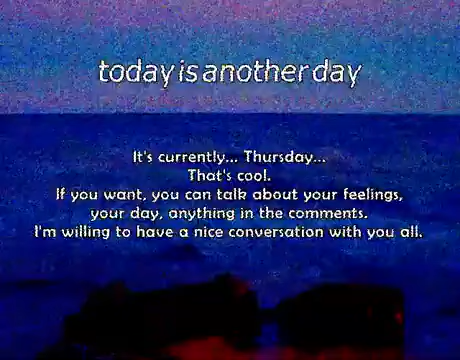 today is another day
It's currently... Thursday...
That's cool.
If you want, you can talk about your feelings,
your day, anything in the comments.
I'm willing to have a nice conversation with you all.